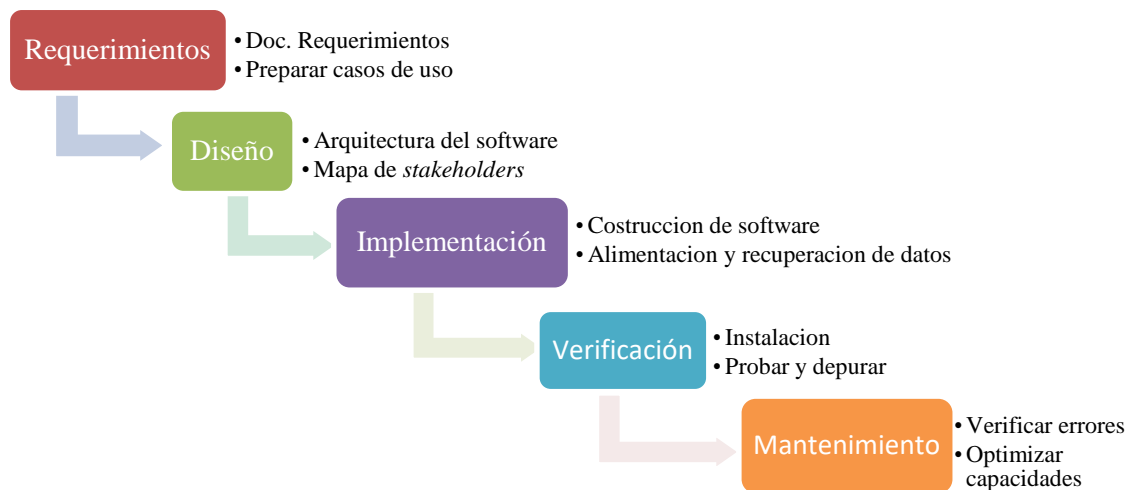 Requerimientos
• Doc. Requerimientos
• Preparar casos de uso
Diseño
• Arquitectura del software
• Mapa de stakeholders
Implementación
• Costruccion de software
• Alimentacion y recuperacion de datos
Verificación
• Instalacion
• Probar y depurar
Mantenimiento
• Verificar errores
• Optimizar
capacidades